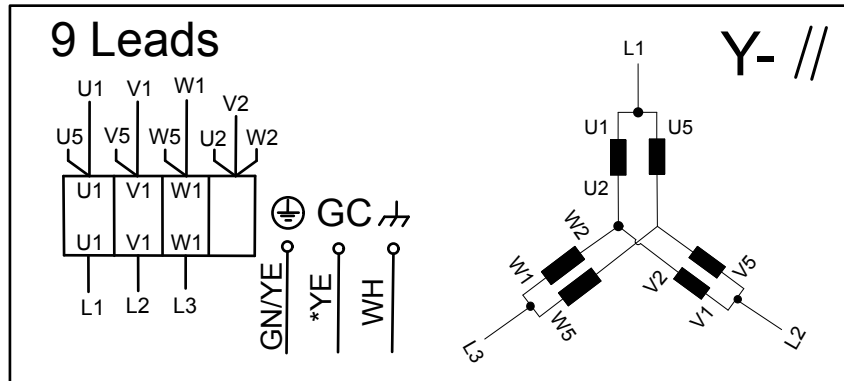 9 Leads
Y- //
U1 V1 W1 V2
U5 V5 W5 U2 W2
U1 V1 W1
U1 V1 W1
L1 L2 L3
GC
GN/YE *YE WH
L1
U1 U5
U2
W2
W1
W5
L3
V5
V2
V1
L2